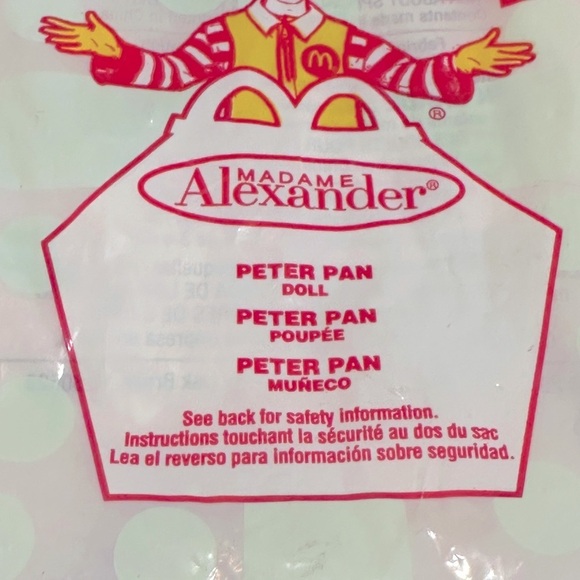 M
®
MADAME
Alexander®
PETER PAN
DOLL
PETER PAN
POUPÉE
PETER PAN
MUÑECO
See back for safety information.
Instructions touchant la sécurité au dos du sac
Lea el reverso para información sobre seguridad.